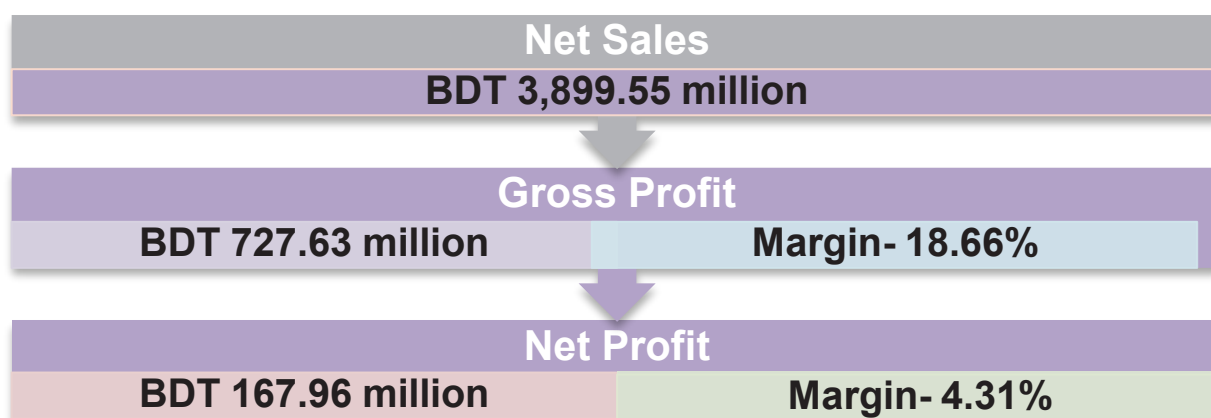 Net Sales
BDT 3,899.55 million
Gross Profit
BDT 727.63 million Margin- 18.66%
Net Profit
BDT 167.96 million Margin- 4.31%